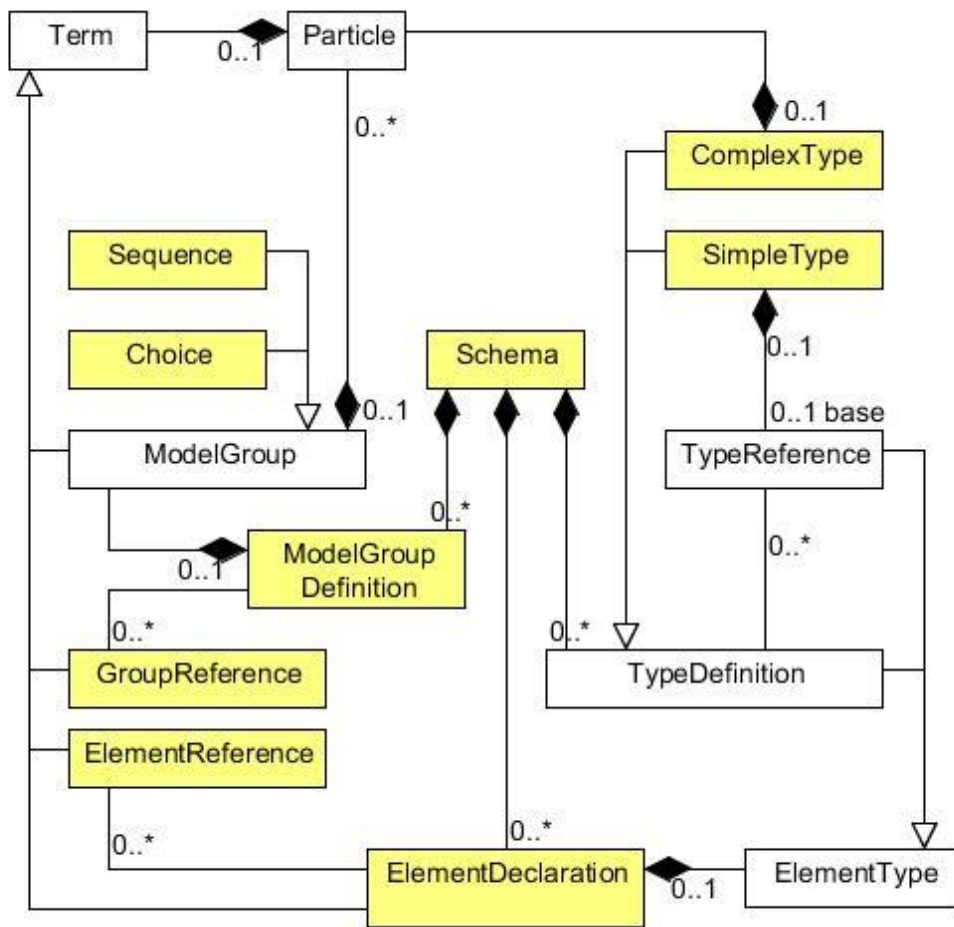 Term
Particle
0..1
0..*
0..1
ComplexType
Sequence
SimpleType
Choice
Schema
0..1
0..1
0..1 base
ModelGroup
TypeReference
0..*
0..*
ModelGroup
Definition
0..1
0..*
0..*
GroupReference
TypeDefinition
ElementReference
0..*
0..*
ElementDeclaration
0..1
ElementType